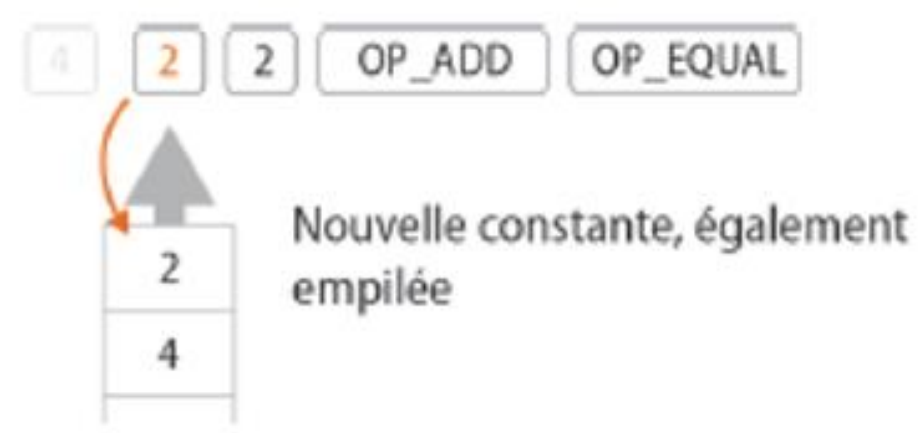 4 2 2 OP_ADD OP_EQUAL
2
Nouvelle constante, également
empilée
4